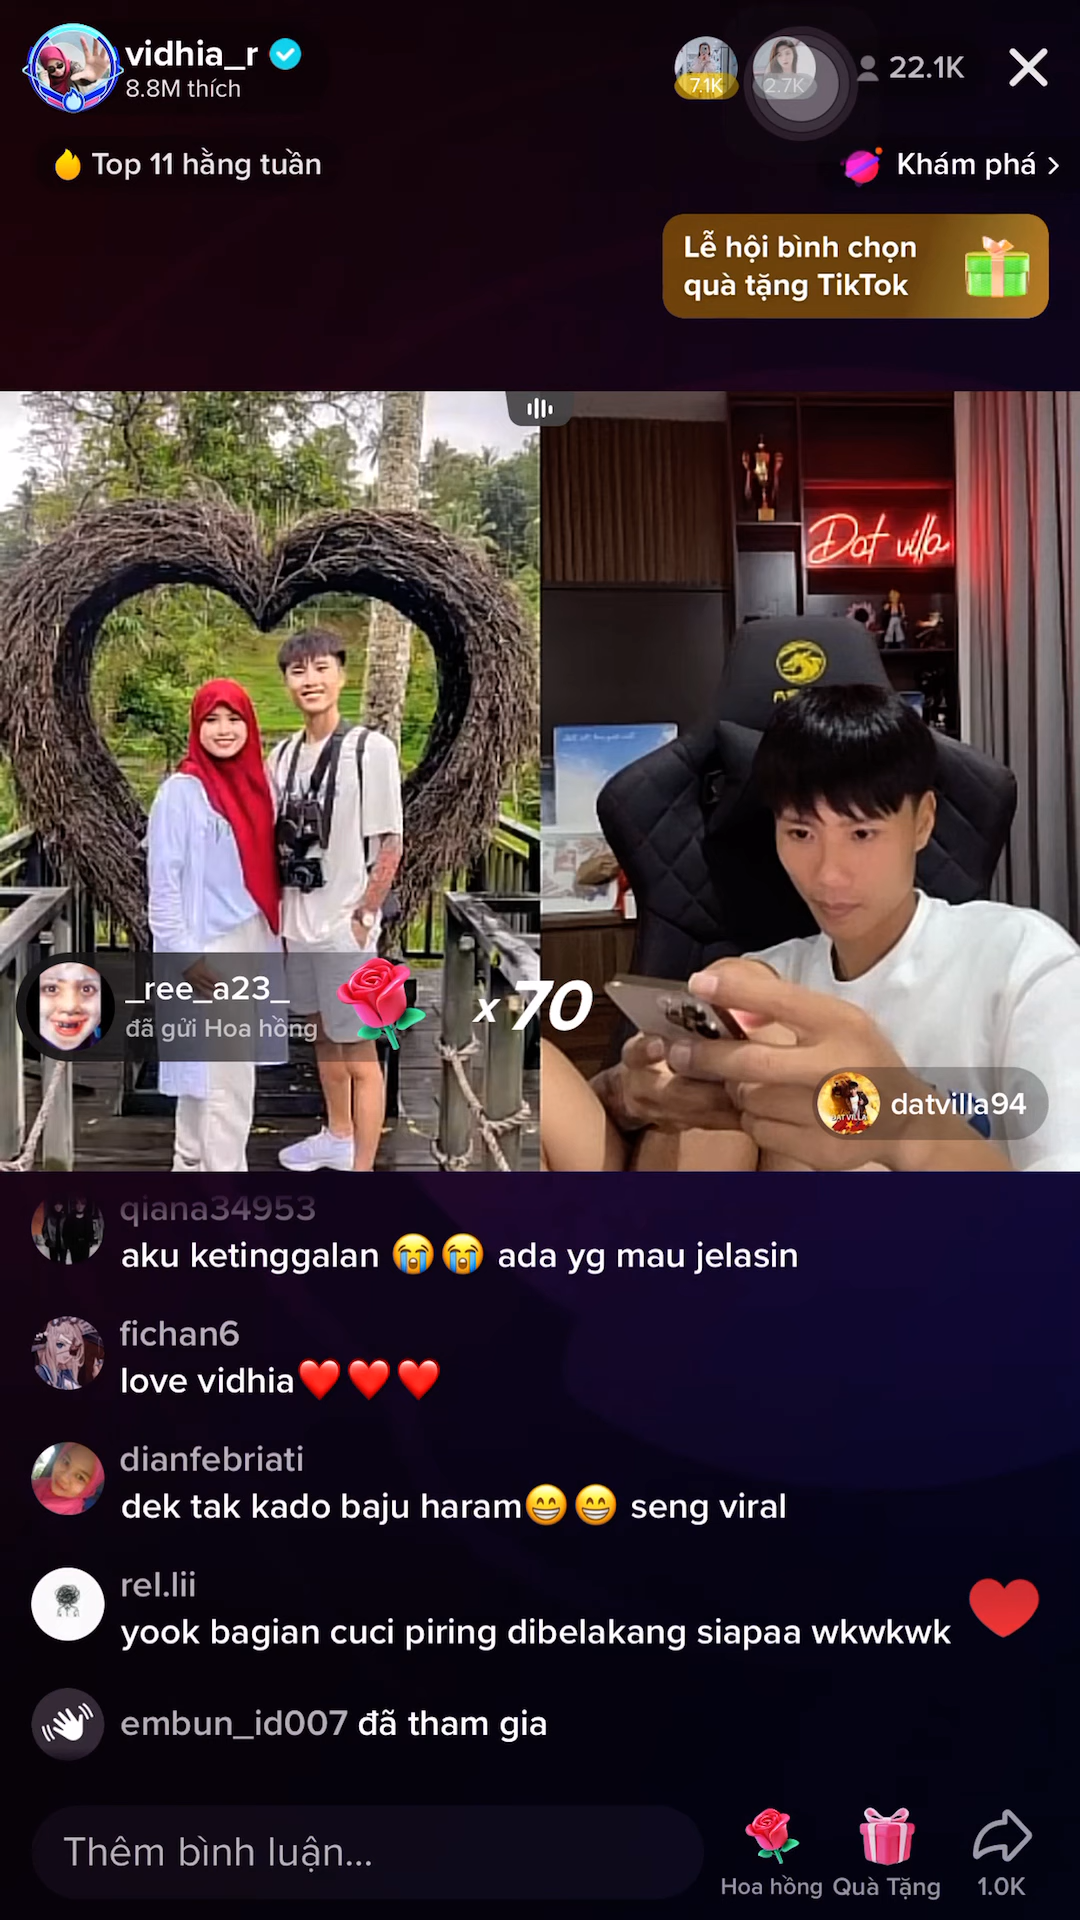 vidhia_r
8.8M thích
7.1K
2.7K
22.1K
Top 11 hằng tuần
Khám phá
Lễ hội bình chọn
quà tặng TikTok
Dat villa
_ree_a23_
đã gửi Hoa hồng
x 70
DAT VILLA
datvilla94
qiana34953
aku ketinggalan 😭😭 ada yg mau jelasin
fichan6
love vidhia❤️❤️❤️
dianfebriati
dek tak kado baju haram😁😁 seng viral
rel.lii
yook bagian cuci piring dibelakang siapaa wkwkwk
embun_id007 đã tham gia
Thêm bình luận...
Hoa hồng
Quà Tặng
1.0K